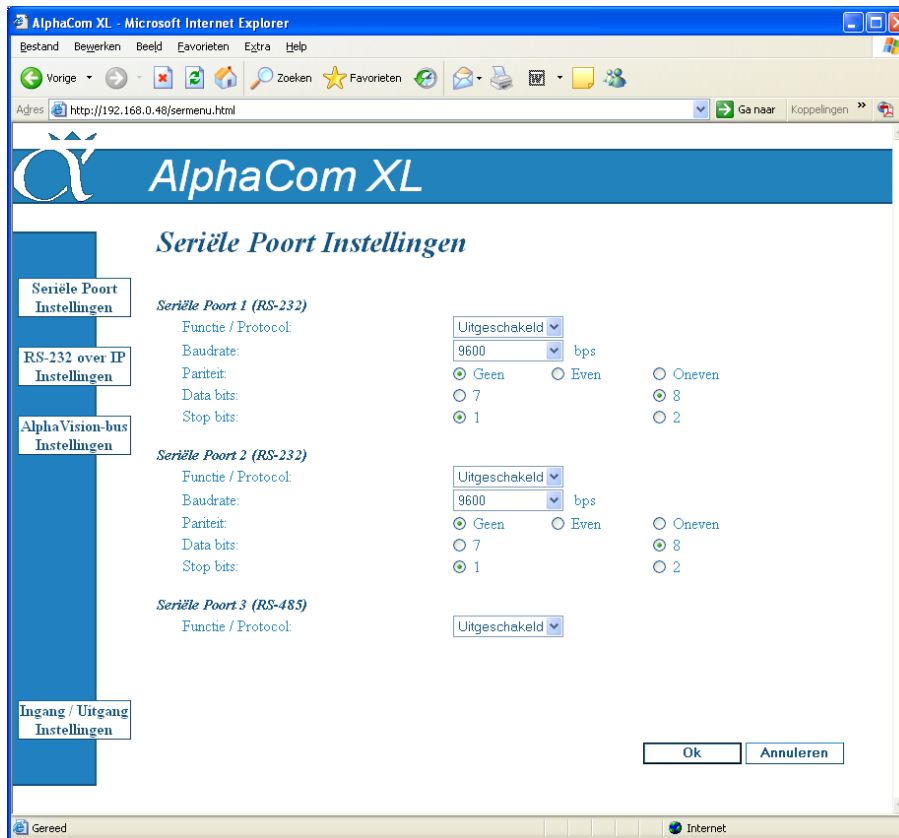 AlphaCom XL - Microsoft Internet Explorer
Bestand Bewerken Beeld Favorieten Extra Help
Vorige Zoeken Favorieten
Adres http://192.168.0.48/sermenu.html Ga naar Koppelingen »
AlphaCom XL
Seriële Poort Instellingen
Seriële Poort
Instellingen
RS-232 over IP
Instellingen
AlphaVision-bus
Instellingen
Ingang / Uitgang
Instellingen
Seriële Poort 1 (RS-232)
Functie / Protocol: Uitgeschakeld
Baudrate: 9600 bps
Pariteit: Geen Even Oneven
Data bits: 7 8
Stop bits: 1 2
Seriële Poort 2 (RS-232)
Functie / Protocol: Uitgeschakeld
Baudrate: 9600 bps
Pariteit: Geen Even Oneven
Data bits: 7 8
Stop bits: 1 2
Seriële Poort 3 (RS-485)
Functie / Protocol: Uitgeschakeld
Ok Annuleren
Gereed Internet